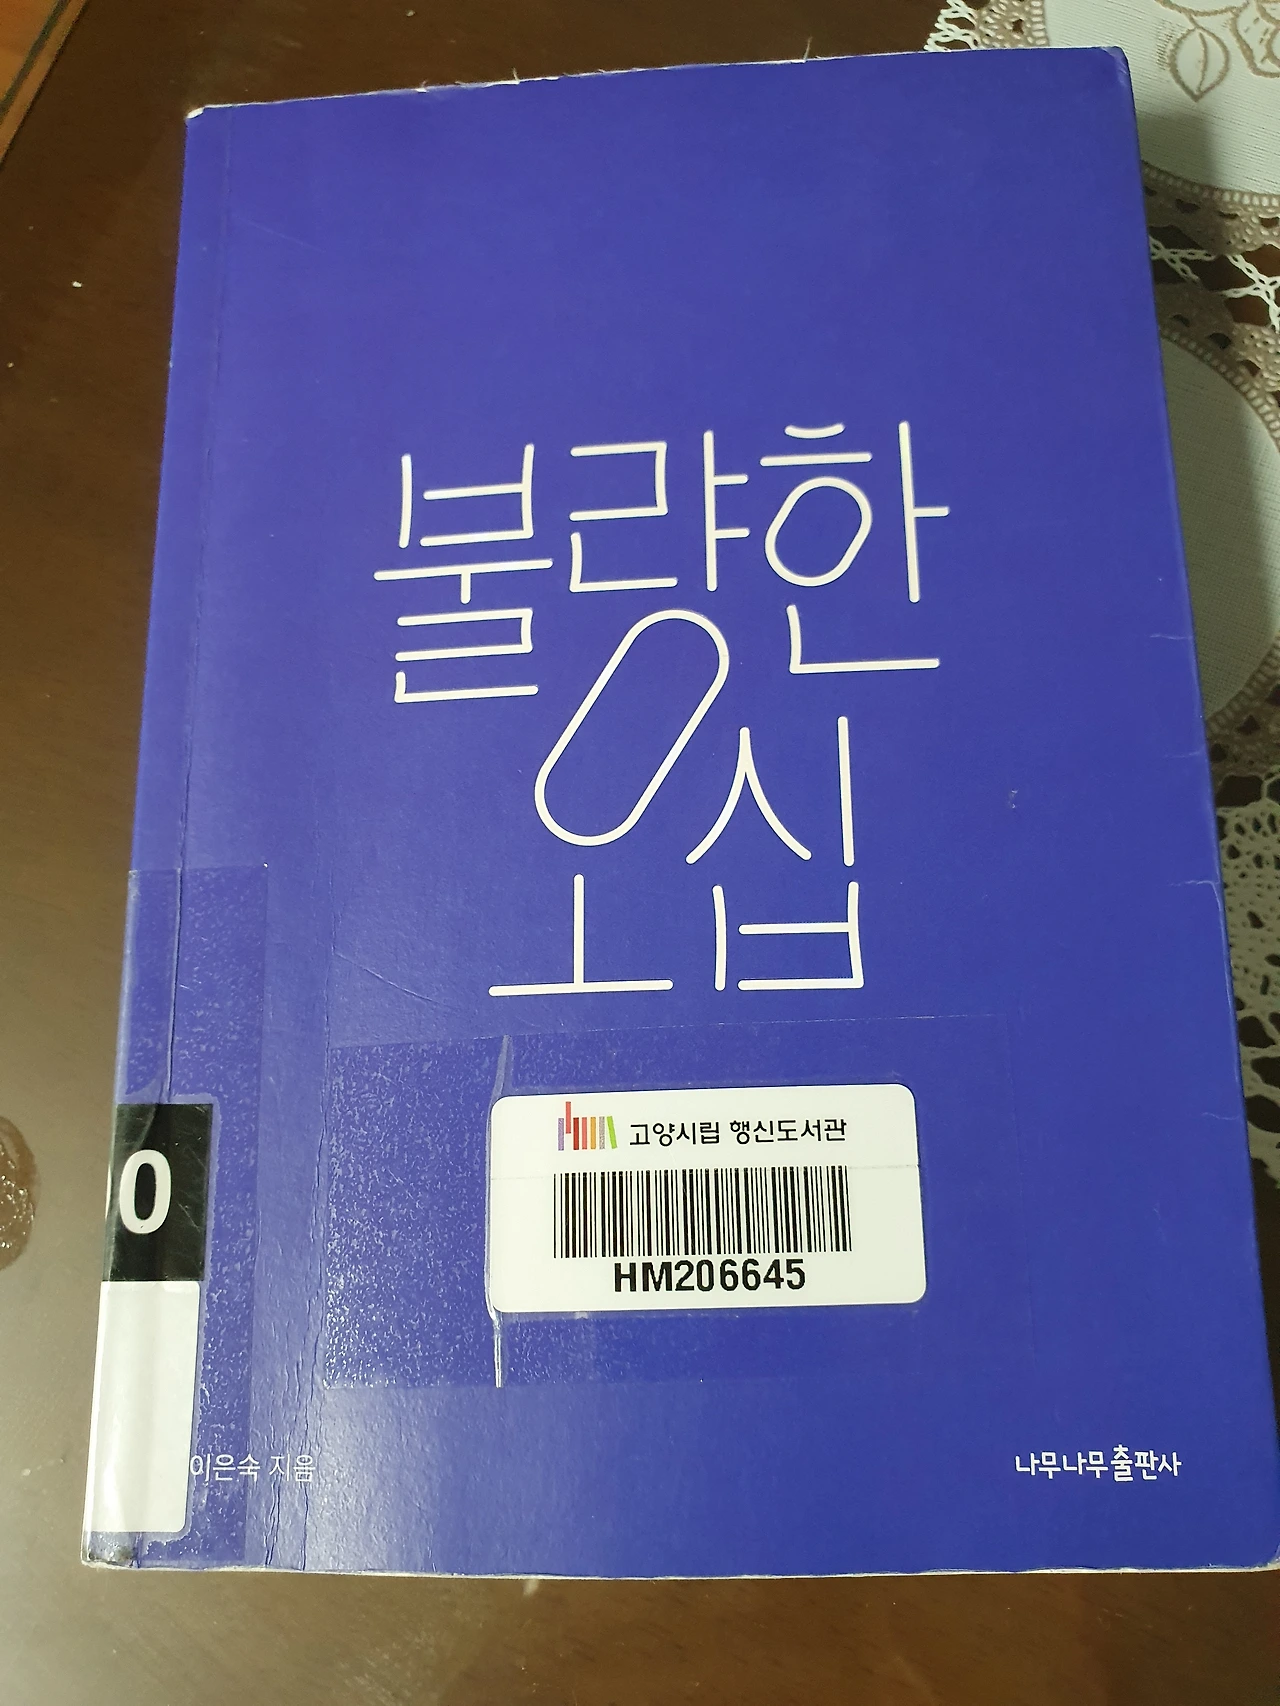 불량한
오십
고양시립 행신도서관
HM206645
0
이은숙 지음
나무나무출판사